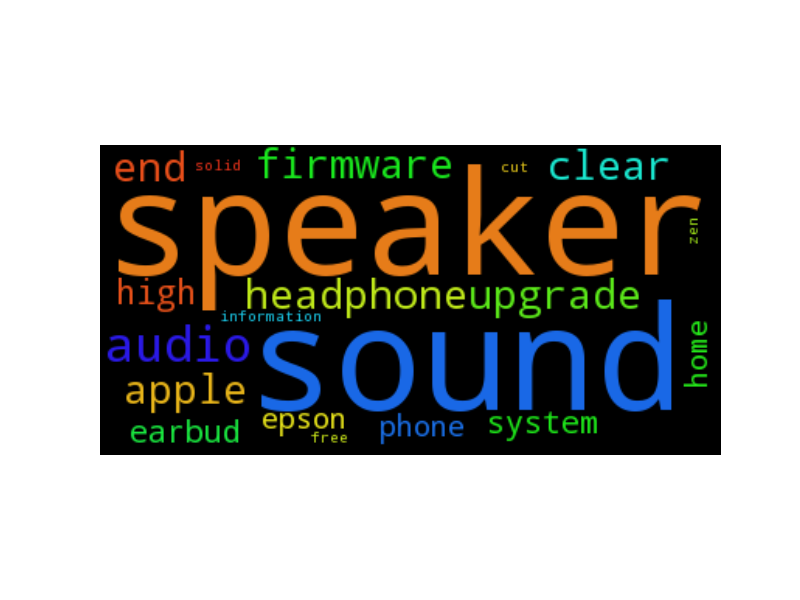 end solid firmware cut clear
speaker
zen
high headphone upgrade
information
audio sound home
apple
earbud epson phone system
free